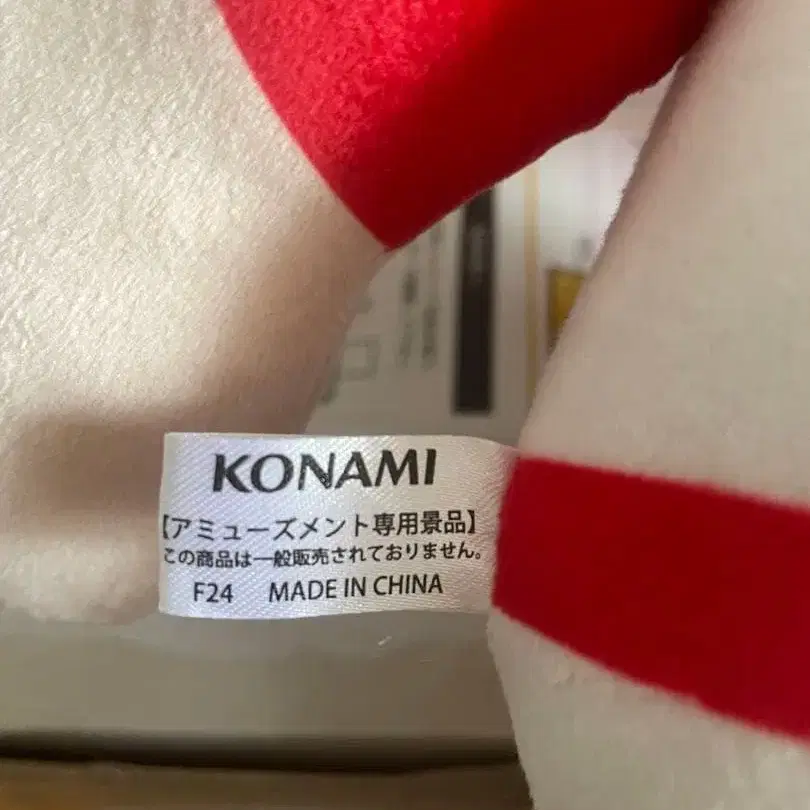 KONAMI
【アミューズメント専用景品】
この商品は一般販売されておりません。
F24 MADE IN CHINA